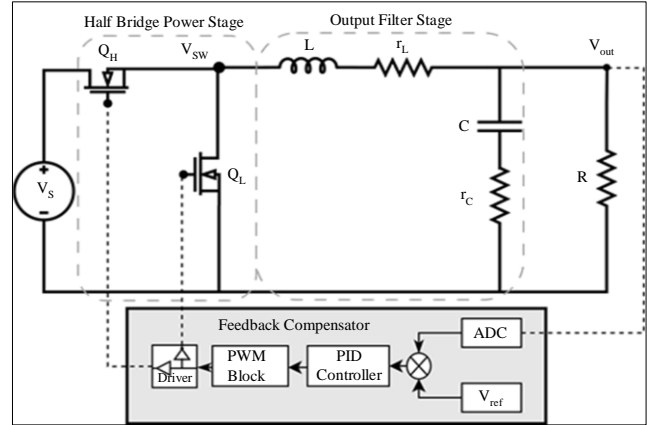 Half Bridge Power Stage
Output Filter Stage
Q_H
V_SW
L
r_L
V_out
C
V_S
Q_L
r_C
R
Feedback Compensator
ADC
Driver
PWM
Block
PID
Controller
V_ref